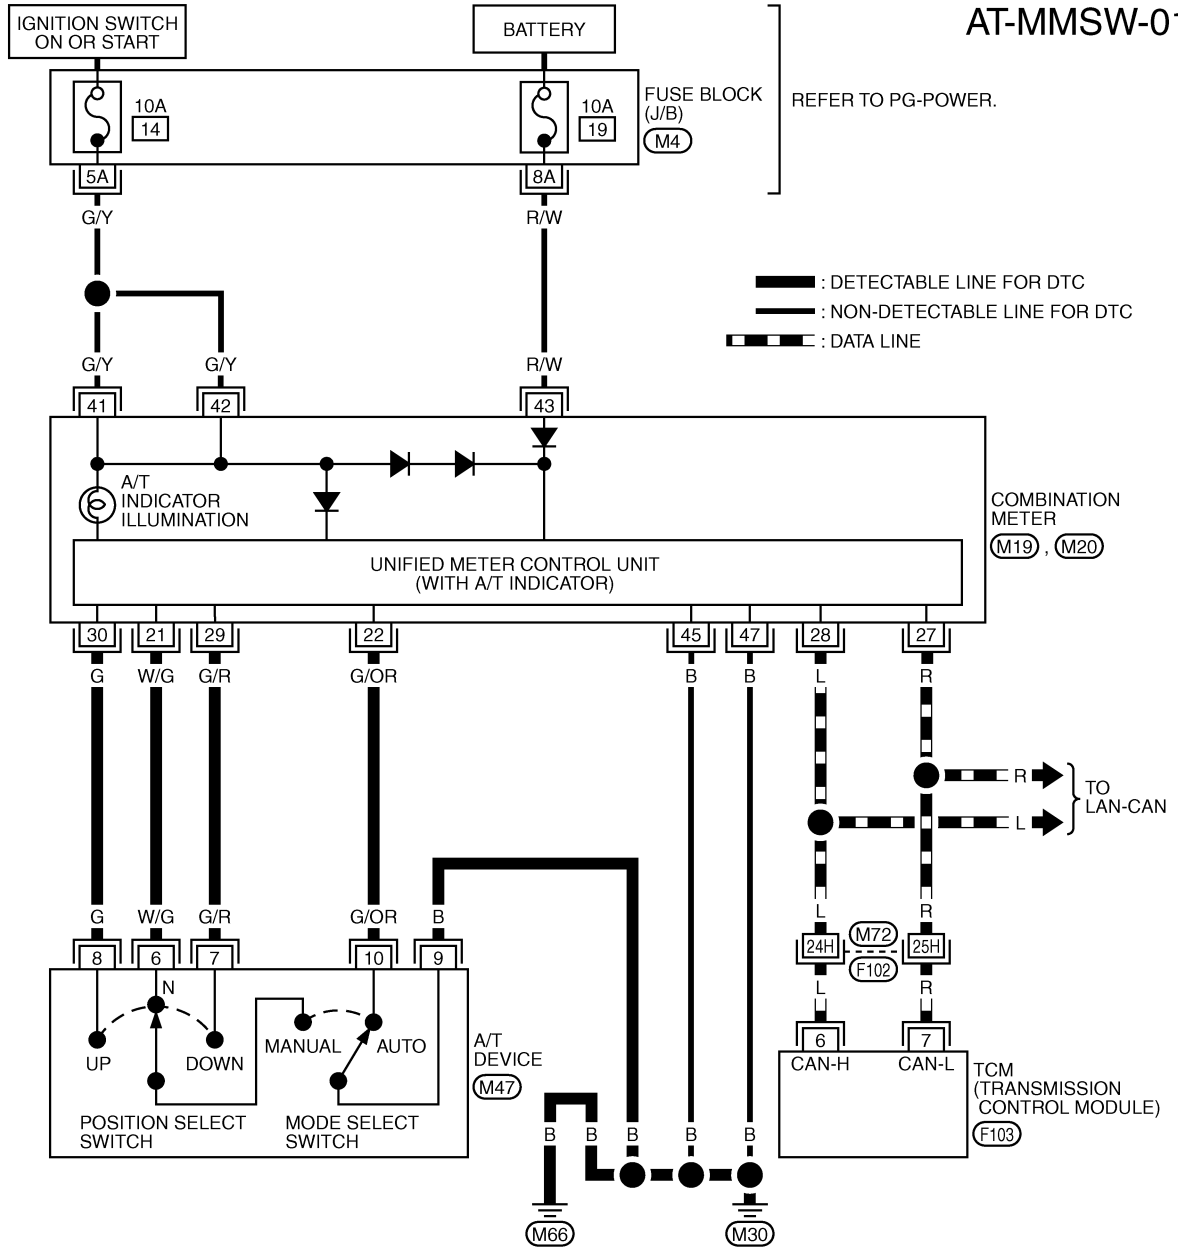 AT-MMSW-01
IGNITION SWITCH
ON OR START
BATTERY
10A
14
10A
19
FUSE BLOCK
(J/B)
M4
REFER TO PG-POWER.
5A
8A
G/Y
R/W
: DETECTABLE LINE FOR DTC
: NON-DETECTABLE LINE FOR DTC
: DATA LINE
G/Y
G/Y
R/W
41
42
43
A/T
INDICATOR
ILLUMINATION
COMBINATION
METER
M19 , M20
UNIFIED METER CONTROL UNIT
(WITH A/T INDICATOR)
30
21
29
22
45
47
28
27
G
W/G
G/R
G/OR
B
B
L
R
R
L
TO
LAN-CAN
G
W/G
G/R
G/OR
B
L
R
8
6
7
10
9
24H
M72
F102
25H
L
R
N
UP
DOWN
MANUAL
AUTO
POSITION SELECT
SWITCH
MODE SELECT
SWITCH
A/T
DEVICE
M47
6
7
CAN-H
CAN-L
TCM
(TRANSMISSION
CONTROL MODULE)
F103
B
B
B
B
B
M66
M30